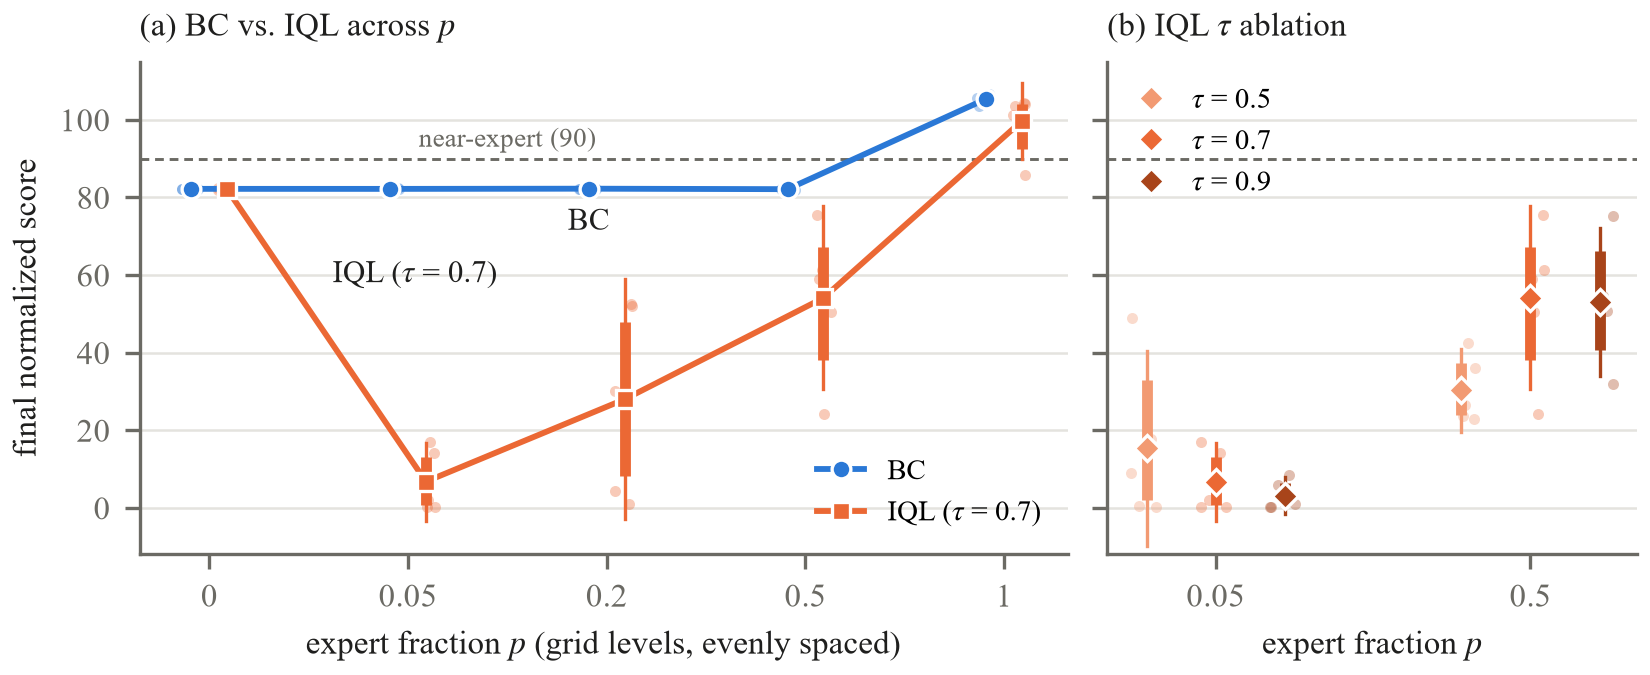 (a) BC vs. IQL across p
100
80
60
40
20
0
final normalized score
near-expert (90)
BC
IQL (τ = 0.7)
BC
IQL (τ = 0.7)
0
0.05
0.2
0.5
1
expert fraction p (grid levels, evenly spaced)
(b) IQL τ ablation
τ = 0.5
τ = 0.7
τ = 0.9
0.05
0.5
expert fraction p